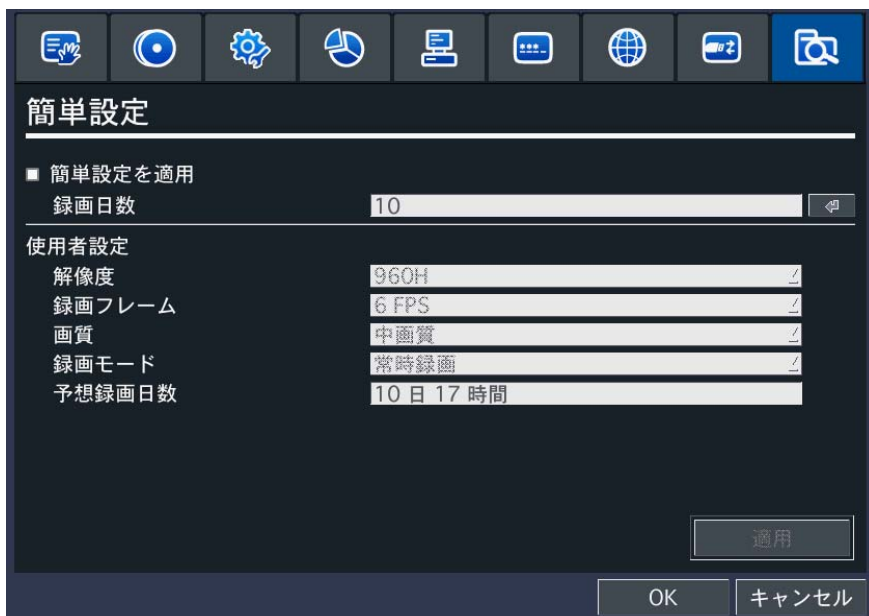 簡単設定
簡単設定を適用
録画日数 10
使用者設定
解像度 960H
録画フレーム 6 FPS
画質 中画質
録画モード 常時録画
予想録画日数 10 日 17 時間
適用
OK キャンセル